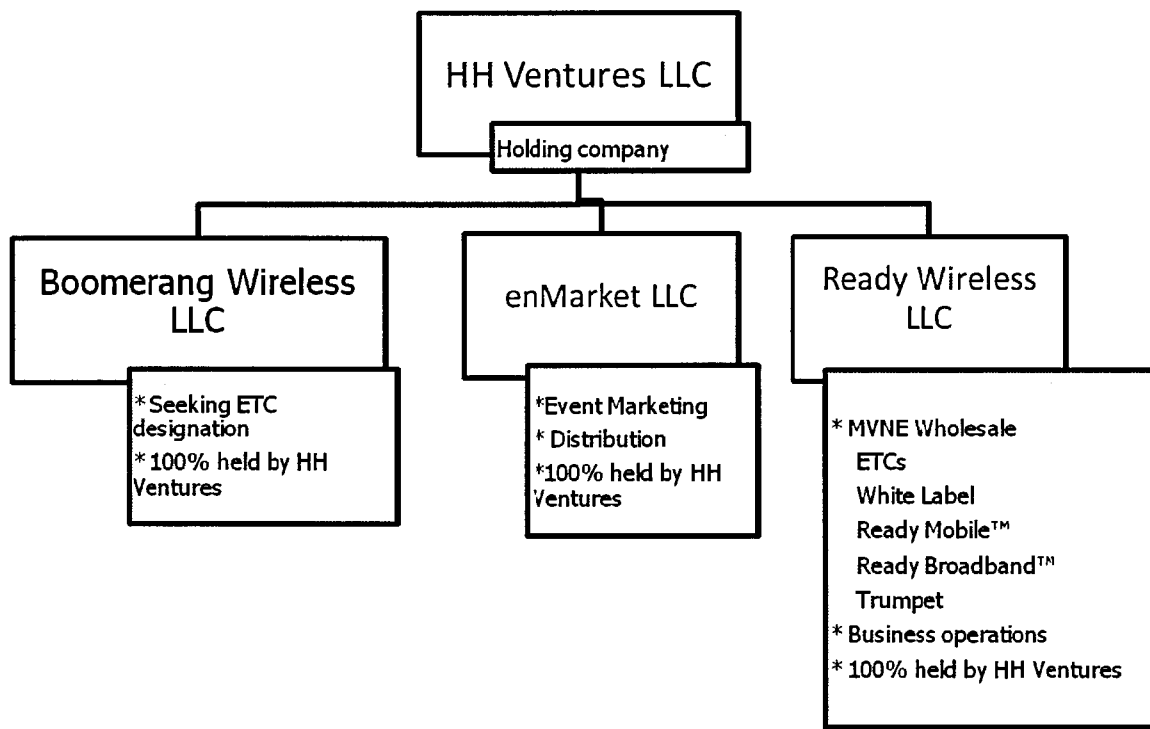 HH Ventures LLC
Holding company
Boomerang Wireless
LLC
* Seeking ETC
designation
* 100% held by HH
Ventures
enMarket LLC
*Event Marketing
* Distribution
*100% held by HH
Ventures
Ready Wireless
LLC
* MVNE Wholesale
ETCs
White Label
Ready Mobile™
Ready Broadband™
Trumpet
* Business operations
* 100% held by HH Ventures